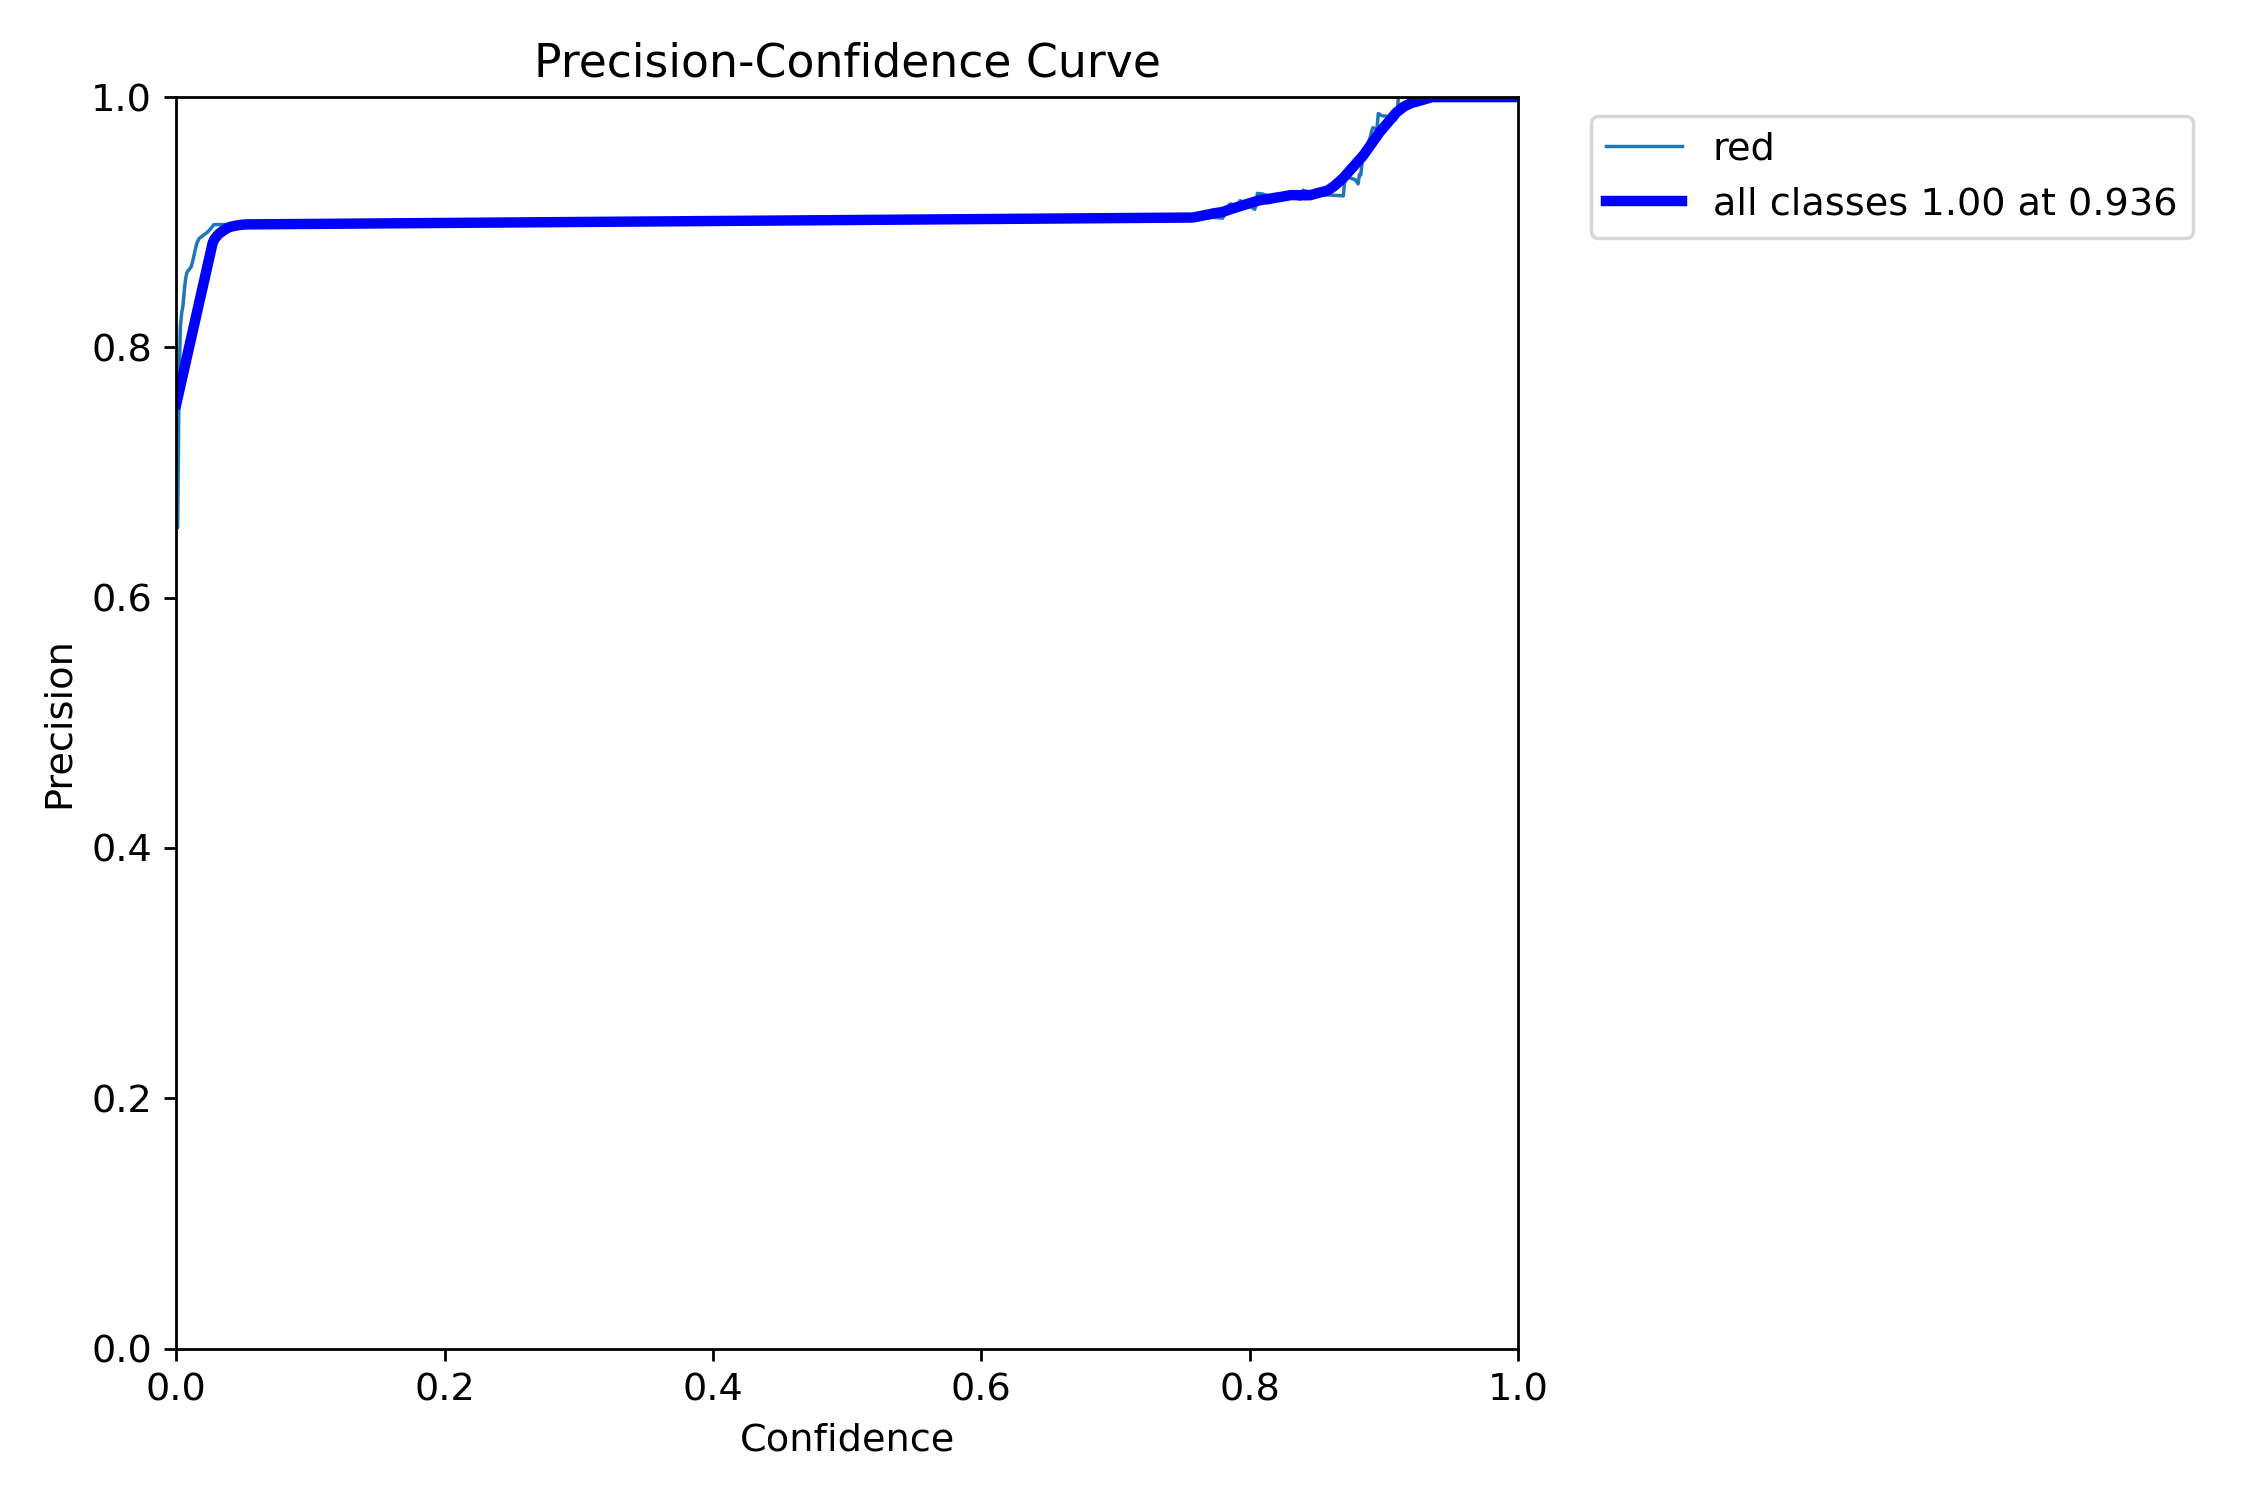 Precision-Confidence Curve
1.0
0.8
0.6
0.4
0.2
0.0
Precision
0.0 0.2 0.4 0.6 0.8 1.0
Confidence
red
all classes 1.00 at 0.936